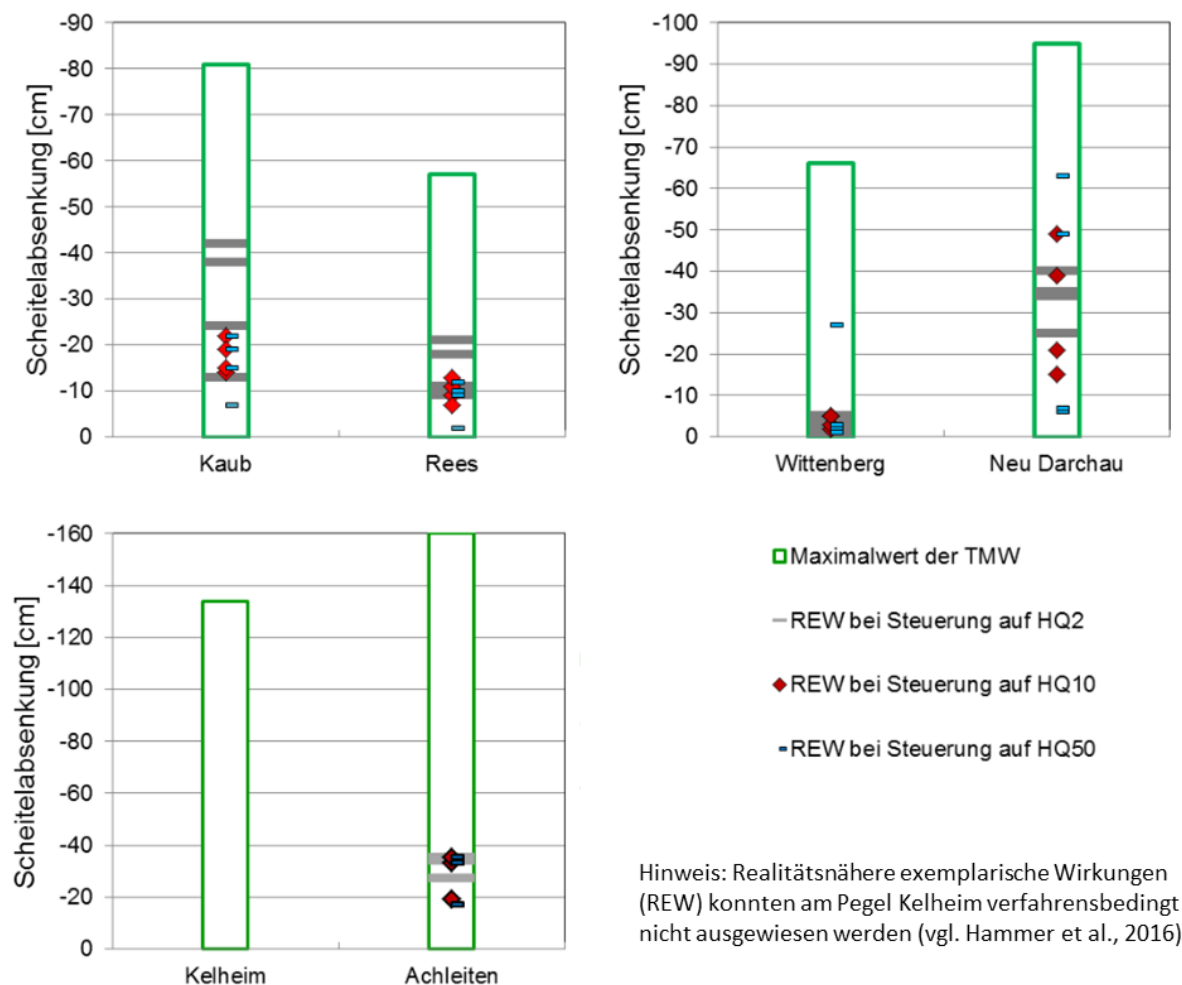 Scheitelabsenkung [cm]
-90
-80
-70
-60
-50
-40
-30
-20
-10
0
Kaub
Rees
Scheitelabsenkung [cm]
-100
-90
-80
-70
-60
-50
-40
-30
-20
-10
0
Wittenberg
Neu Darchau
Scheitelabsenkung [cm]
-160
-140
-120
-100
-80
-60
-40
-20
0
Kelheim
Achleiten
Maximalwert der TMW
REW bei Steuerung auf HQ2
REW bei Steuerung auf HQ10
REW bei Steuerung auf HQ50
Hinweis: Realitätsnähere exemplarische Wirkungen
(REW) konnten am Pegel Kelheim verfahrensbedingt
nicht ausgewiesen werden (vgl. Hammer et al., 2016)